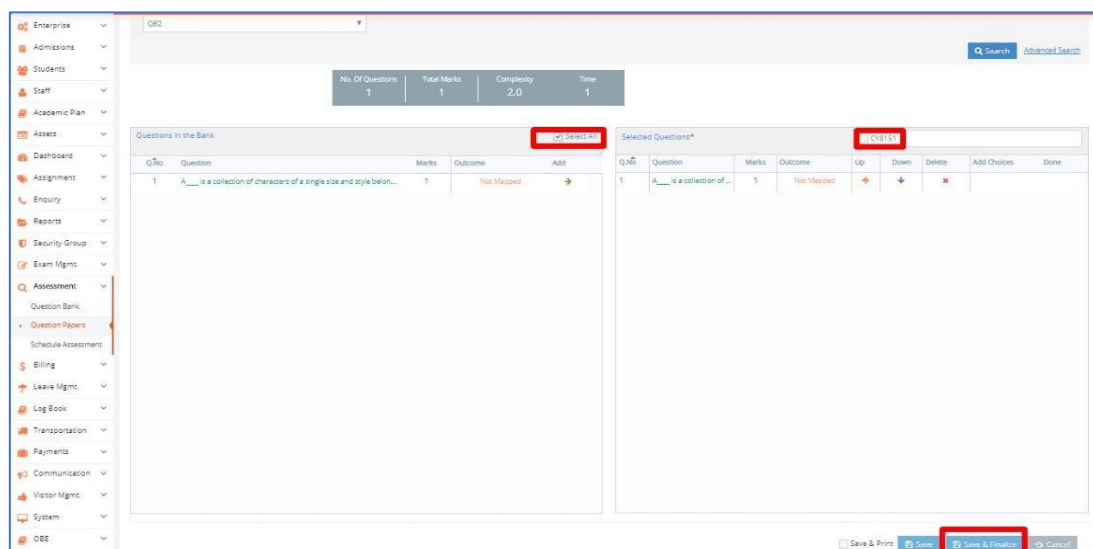 Enterprise
Admissions
Students
Staff
Academic Plan
Assets
Dashboard
Assignment
Enquiry
Reports
Security Group
Exam Mgmt.
Assessment
Question Bank
Question Papers
Schedule Assessment
Billing
Leave Mgmt.
Log Book
Transportation
Payments
Communication
Visitor Mgmt.
System
OBE
QB2
Search Advanced Search
No. Of Questions Total Marks Complexity Time
1 1 2.0 1
Questions in the Bank Select All
Q.No Question Marks Outcome Add
1 A___ is a collection of characters of a single size and style belon... 1 Not Mapped
Selected Questions* CY8151
Q.No Question Marks Outcome Up Down Delete Add Choices Done
1 A___ is a collection of ... 1 Not Mapped
Save & Print Save Save & Finalize Cancel